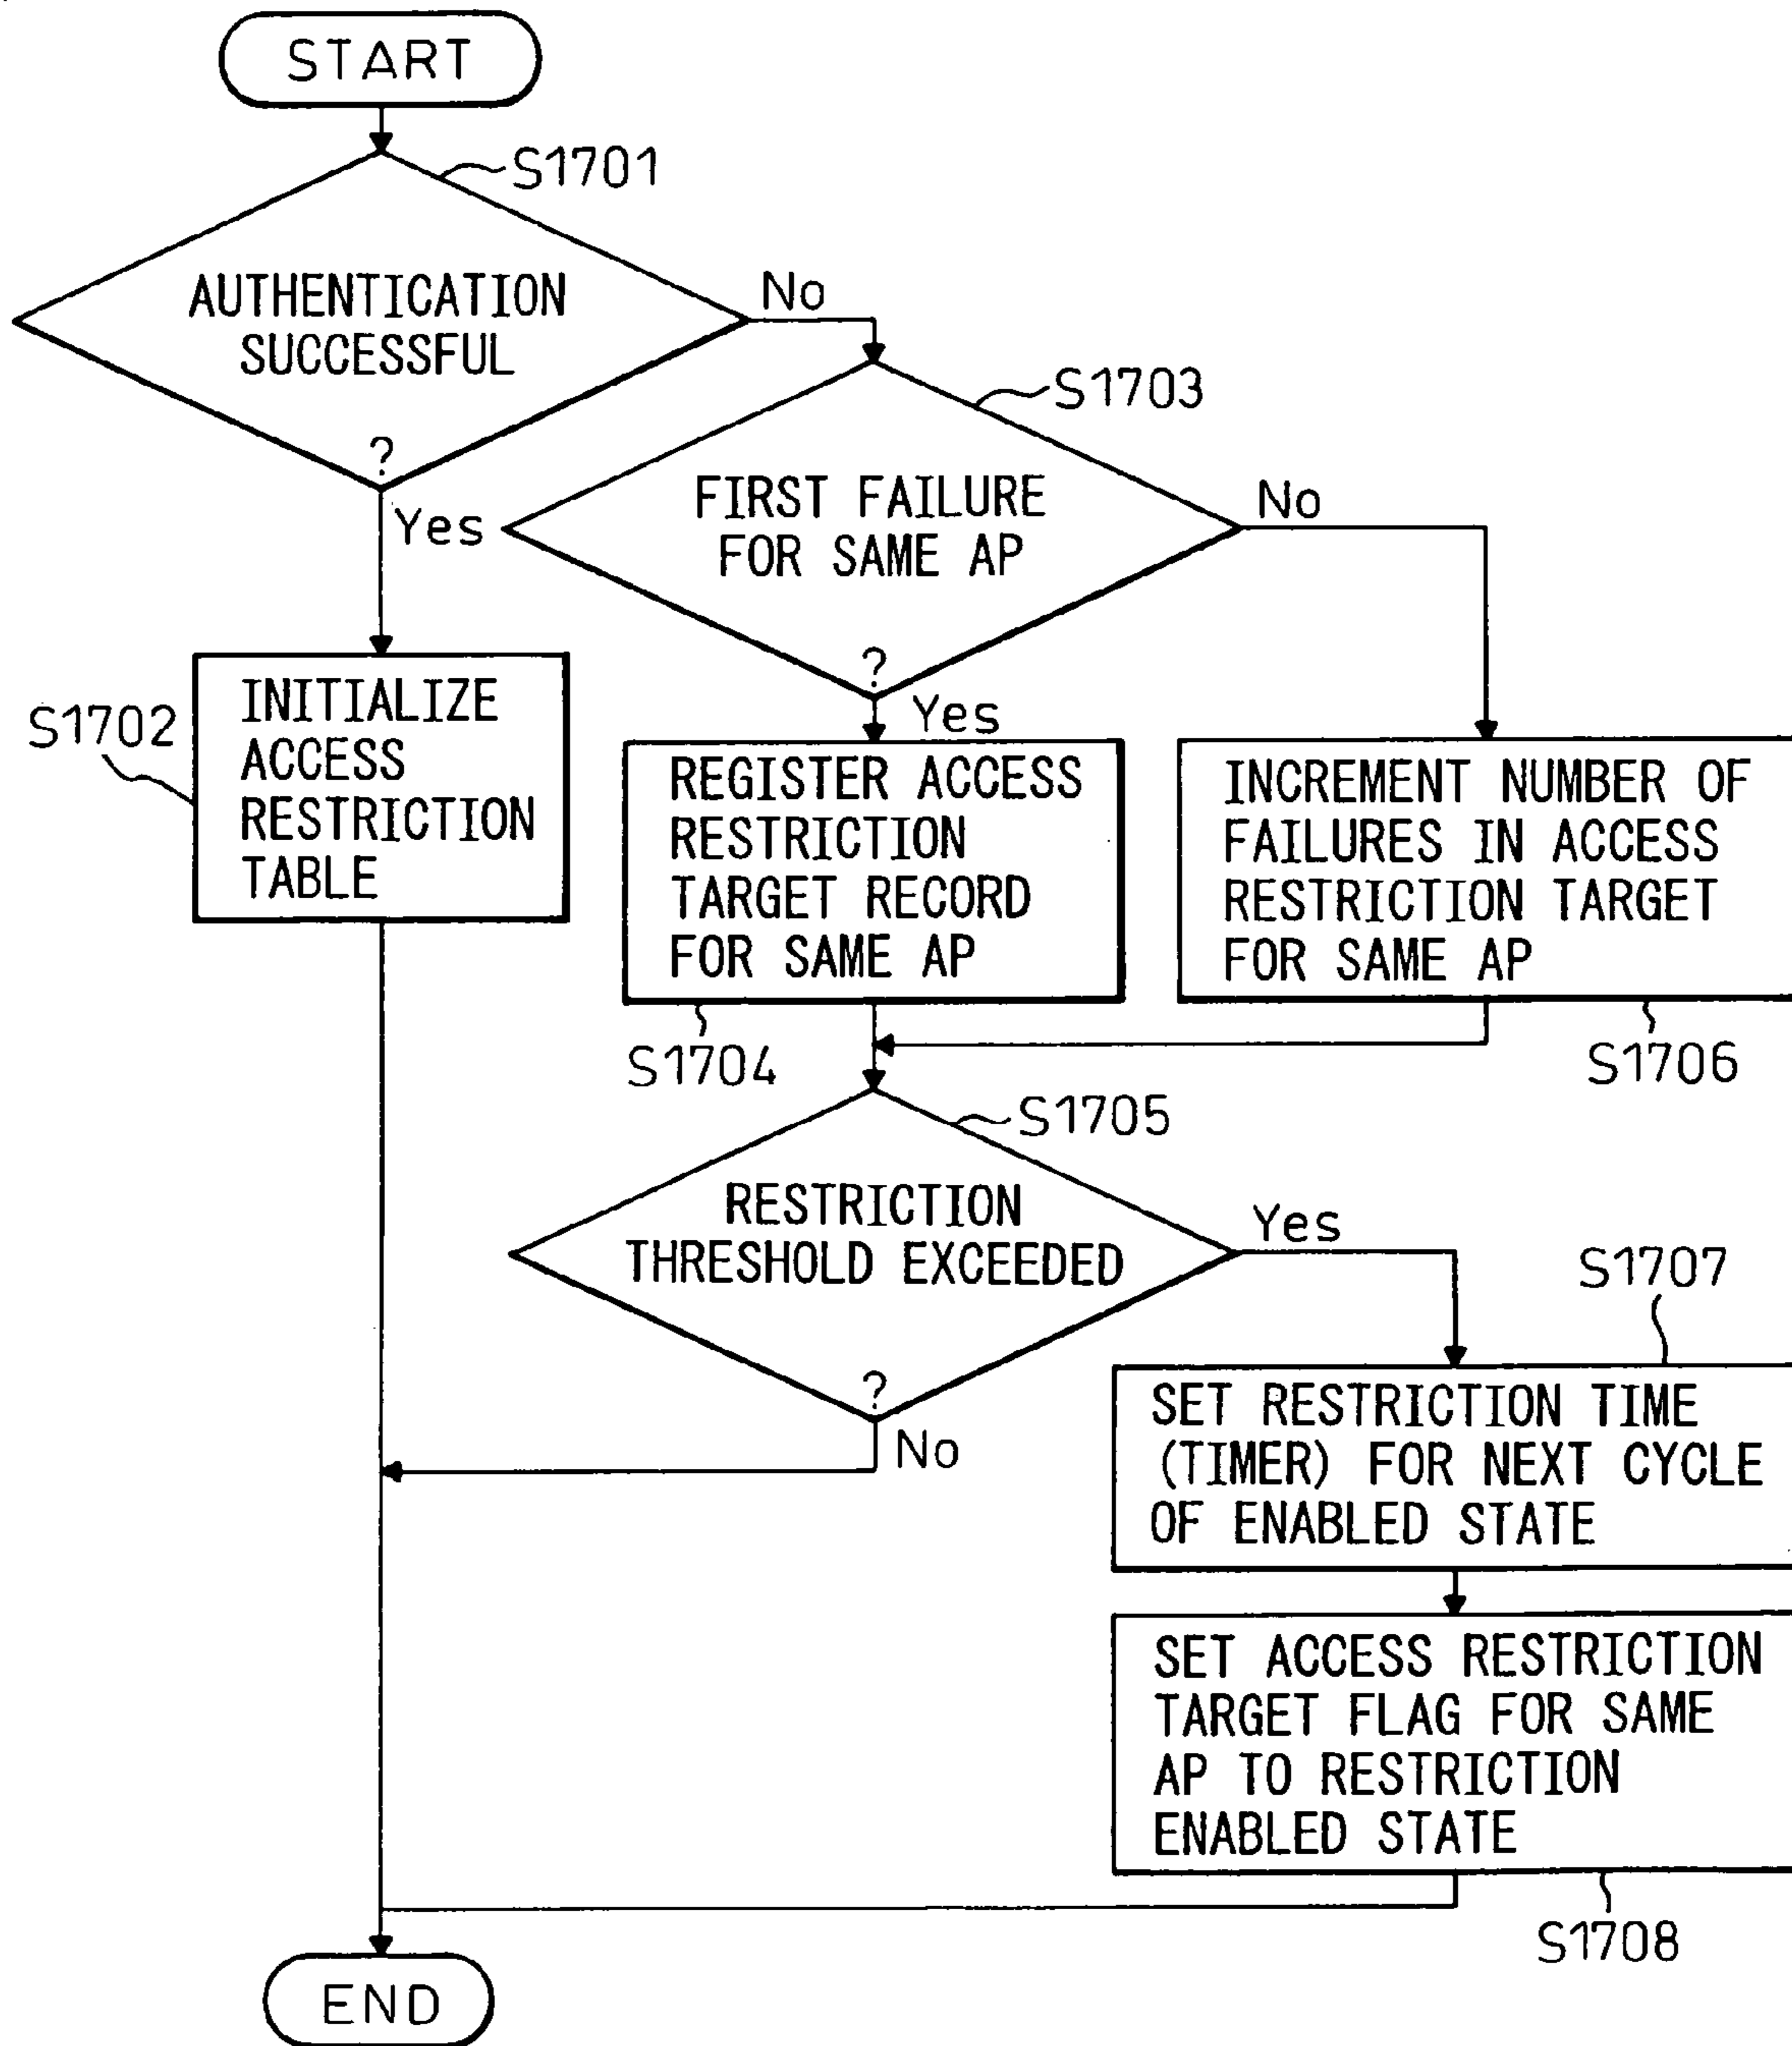 START
S1701
AUTHENTICATION
SUCCESSFUL
?
No
Yes
S1703
FIRST FAILURE
FOR SAME AP
?
No
Yes
S1702
INITIALIZE
ACCESS
RESTRICTION
TABLE
REGISTER ACCESS
RESTRICTION
TARGET RECORD
FOR SAME AP
S1704
INCREMENT NUMBER OF
FAILURES IN ACCESS
RESTRICTION TARGET
FOR SAME AP
S1706
S1705
RESTRICTION
THRESHOLD EXCEEDED
?
Yes
No
S1707
SET RESTRICTION TIME
(TIMER) FOR NEXT CYCLE
OF ENABLED STATE
SET ACCESS RESTRICTION
TARGET FLAG FOR SAME
AP TO RESTRICTION
ENABLED STATE
S1708
END